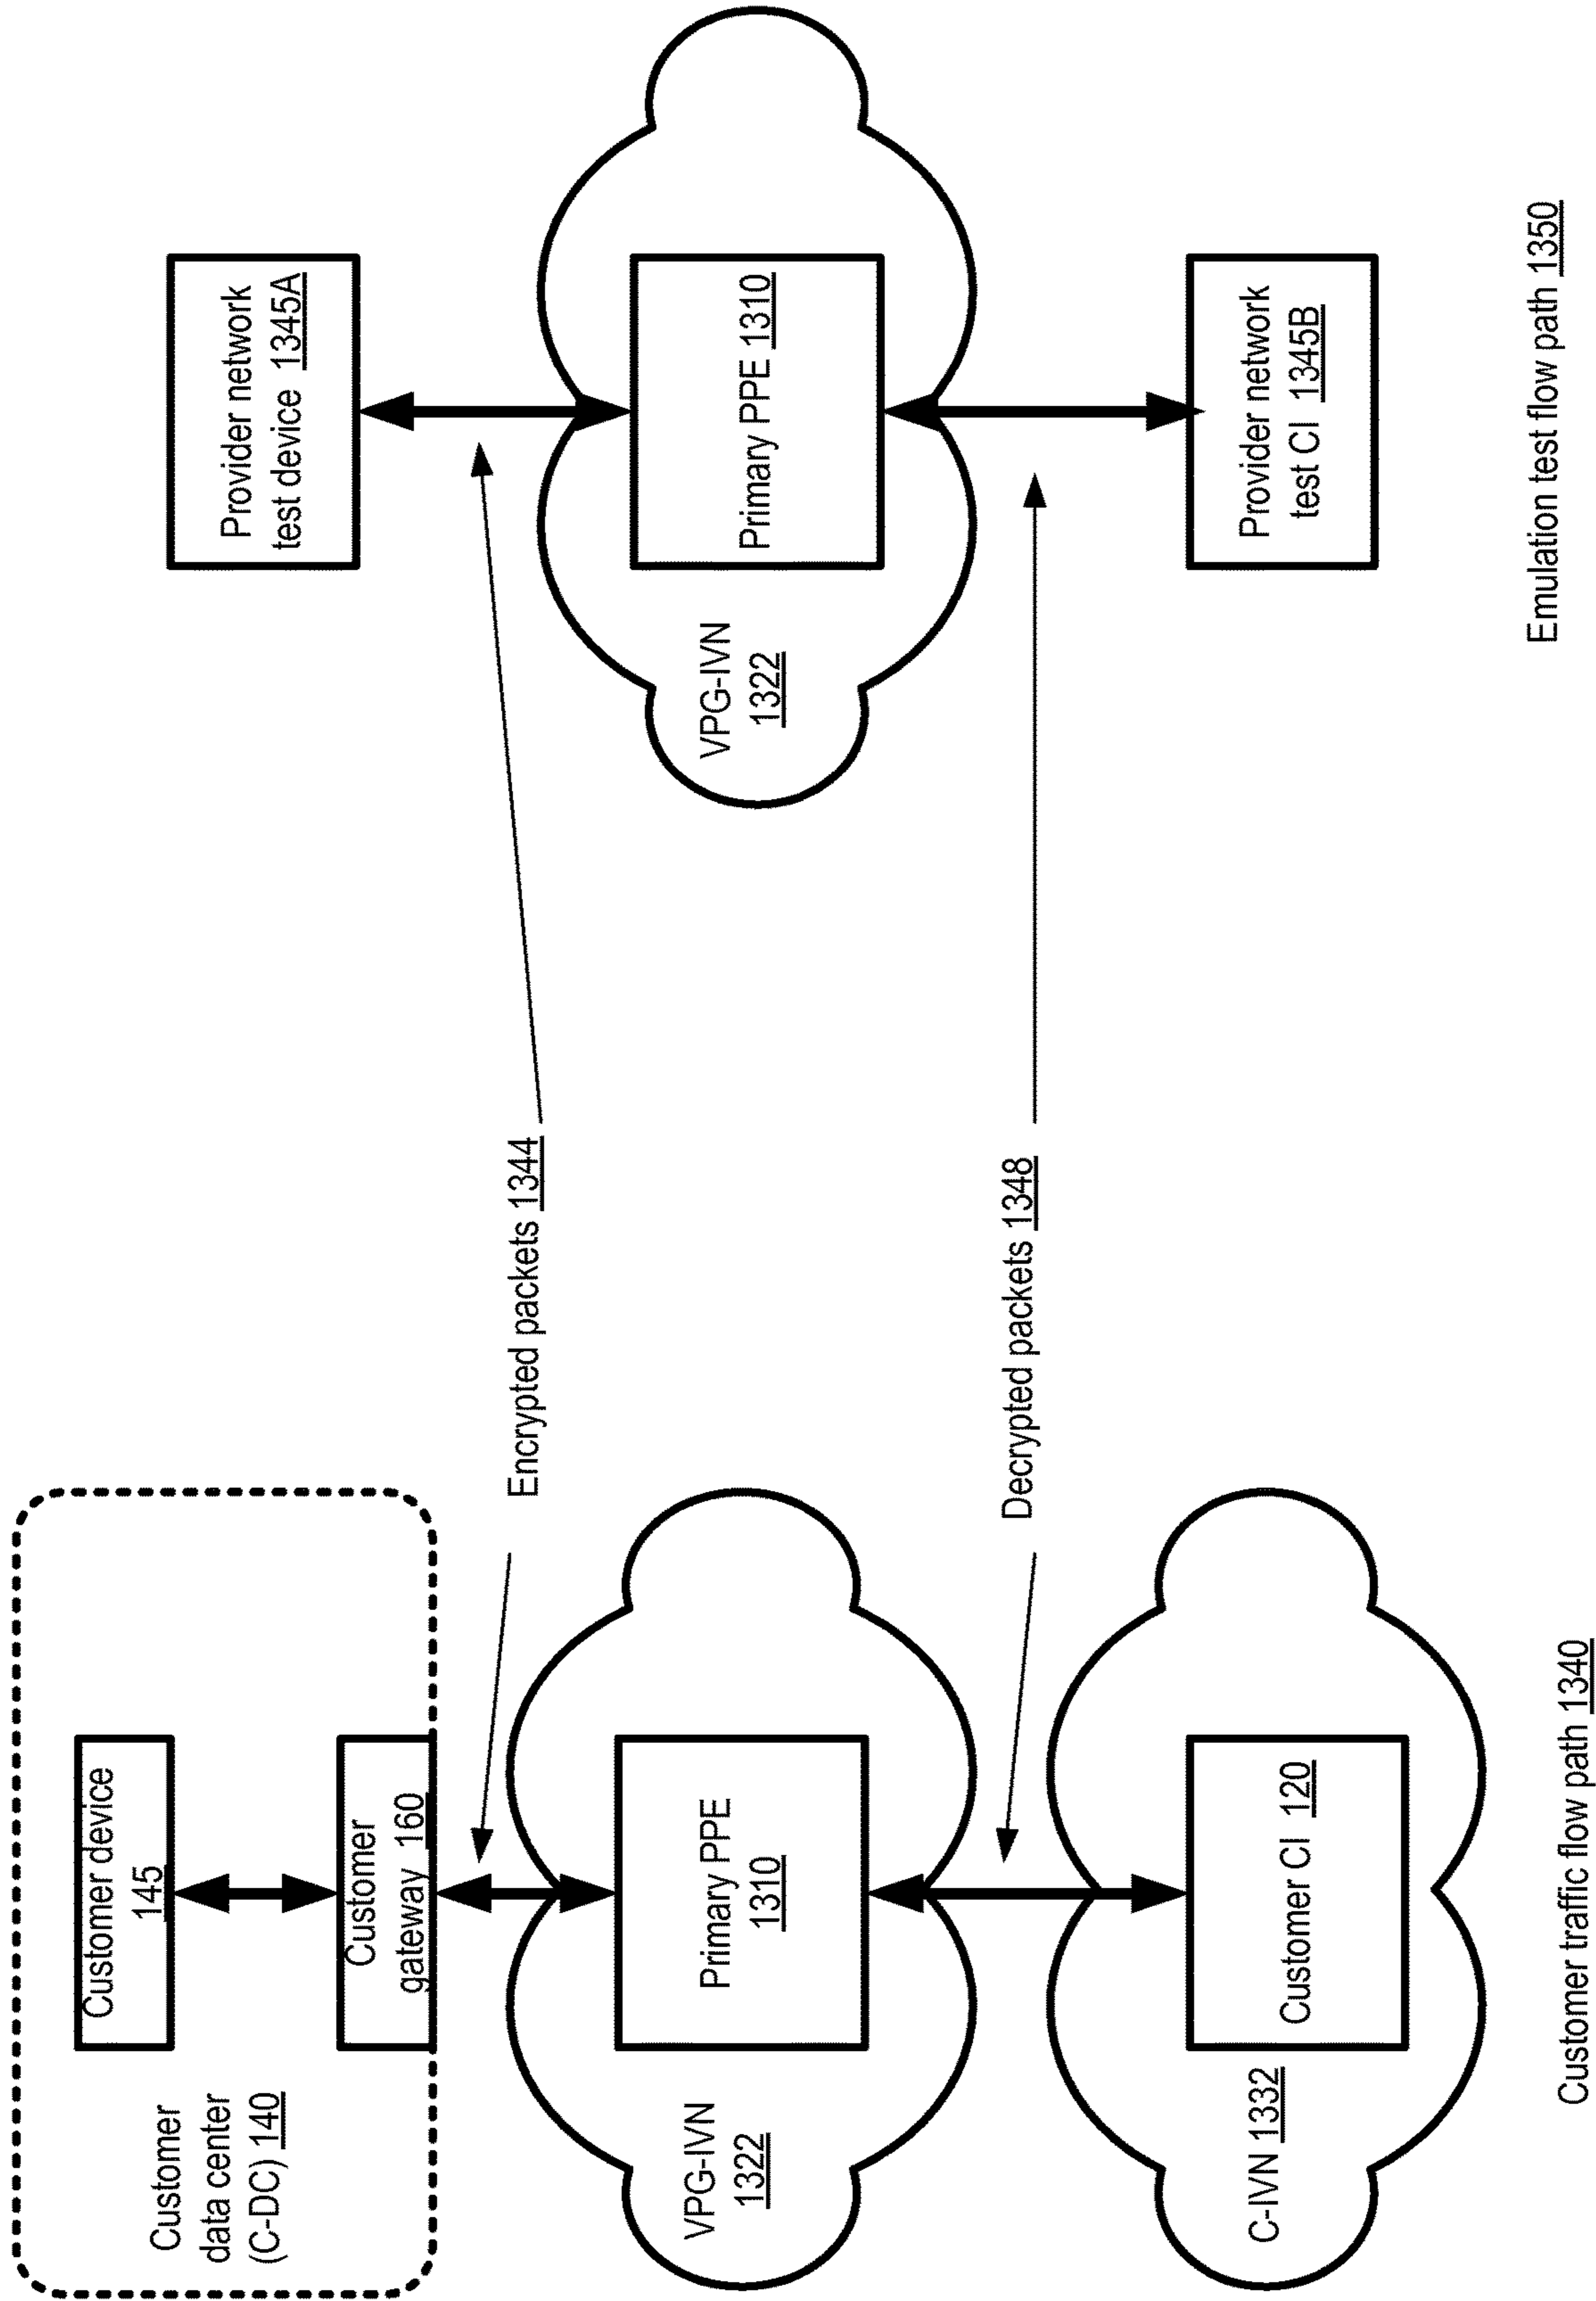 Customer device
145
Customer
data center
(C-DC) 140
Customer
gateway 160
Encrypted packets 1344
VPG-IVN
1322
Primary PPE
1310
Decrypted packets 1348
C-IVN 1332
Customer CI 120
Customer traffic flow path 1340
Provider network
test device 1345A
VPG-IVN
1322
Primary PPE 1310
Provider network
test CI 1345B
Emulation test flow path 1350